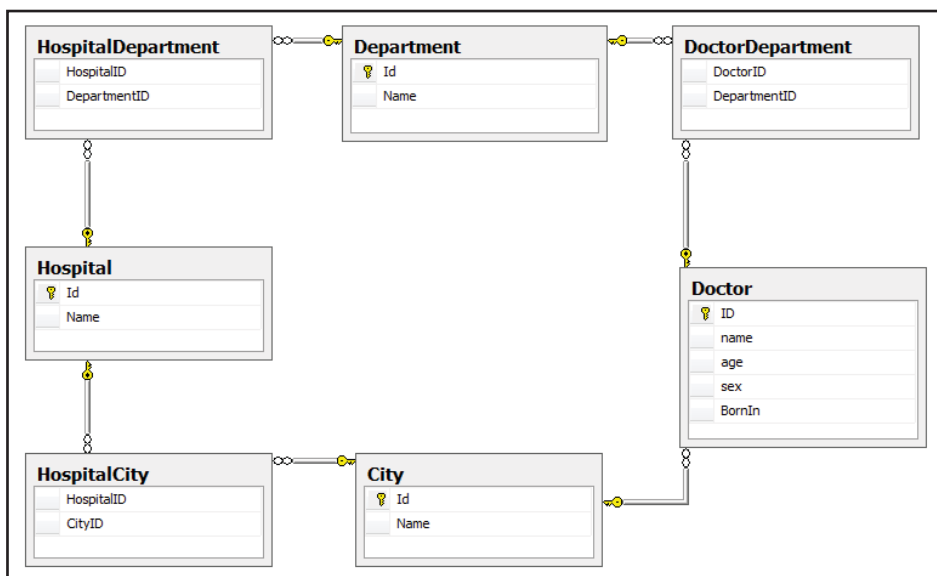 HospitalDepartment
HospitalID
DepartmentID
Department
Id
Name
DoctorDepartment
DoctorID
DepartmentID
Hospital
Id
Name
Doctor
ID
name
age
sex
BornIn
HospitalCity
HospitalID
CityID
City
Id
Name